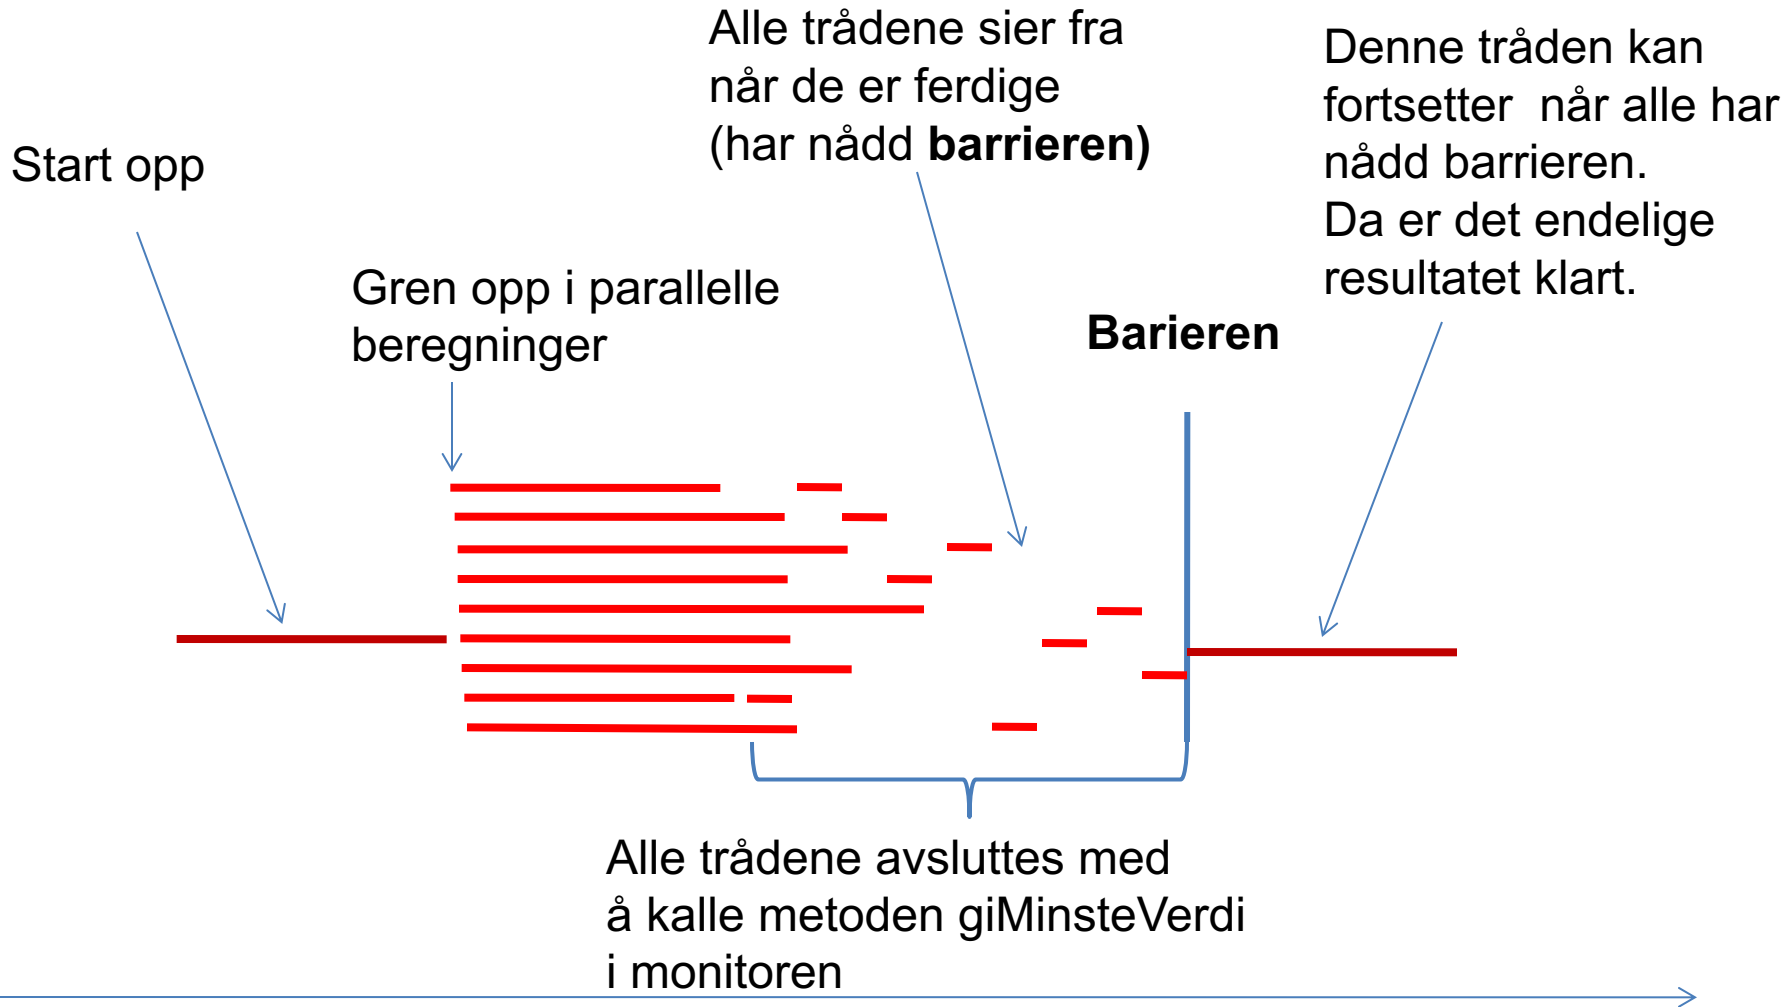 Start opp
Gren opp i parallelle
beregninger
Alle trådene sier fra
når de er ferdige
(har nådd barrieren)
Barieren
Denne tråden kan
fortsetter  når alle har
nådd barrieren.
Da er det endelige
resultatet klart.
Alle trådene avsluttes med
å kalle metoden giMinsteVerdi
i monitoren